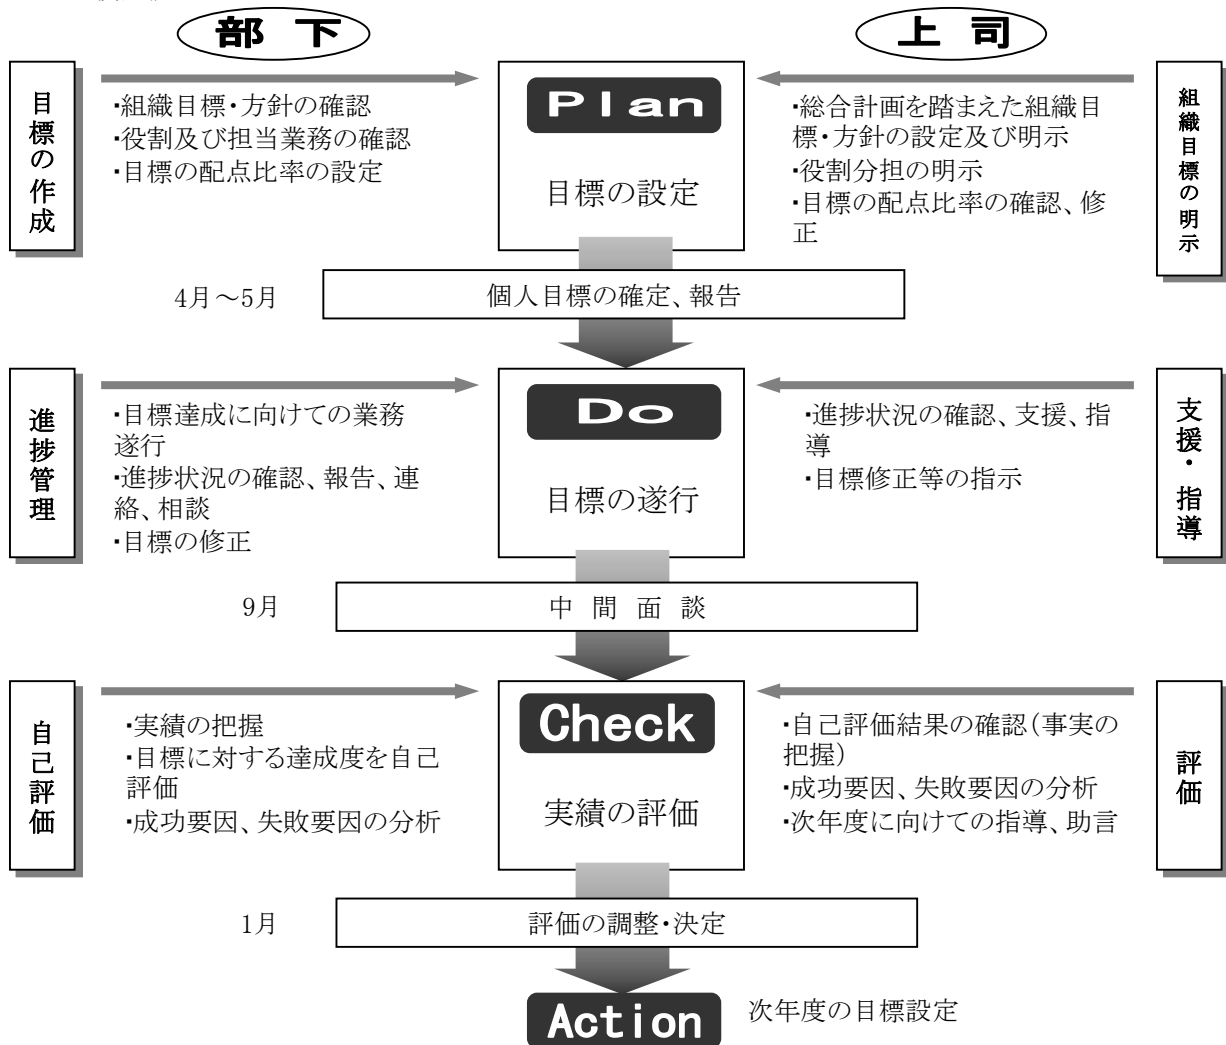 部 下
上 司
目標の作成
・組織目標・方針の確認
・役割及び担当業務の確認
・目標の配点比率の設定
Plan
目標の設定
・総合計画を踏まえた組織目
標・方針の設定及び明示
・役割分担の明示
・目標の配点比率の確認、修
正
組織目標の明示
4月～5月
個人目標の確定、報告
進捗管理
・目標達成に向けての業務
遂行
・進捗状況の確認、報告、連
絡、相談
・目標の修正
Do
目標の遂行
・進捗状況の確認、支援、指
導
・目標修正等の指示
支援・指導
9月
中 間 面 談
自己評価
・実績の把握
・目標に対する達成度を自己
評価
・成功要因、失敗要因の分析
Check
実績の評価
・自己評価結果の確認（事実の
把握）
・成功要因、失敗要因の分析
・次年度に向けての指導、助言
評価
1月
評価の調整・決定
Action
次年度の目標設定